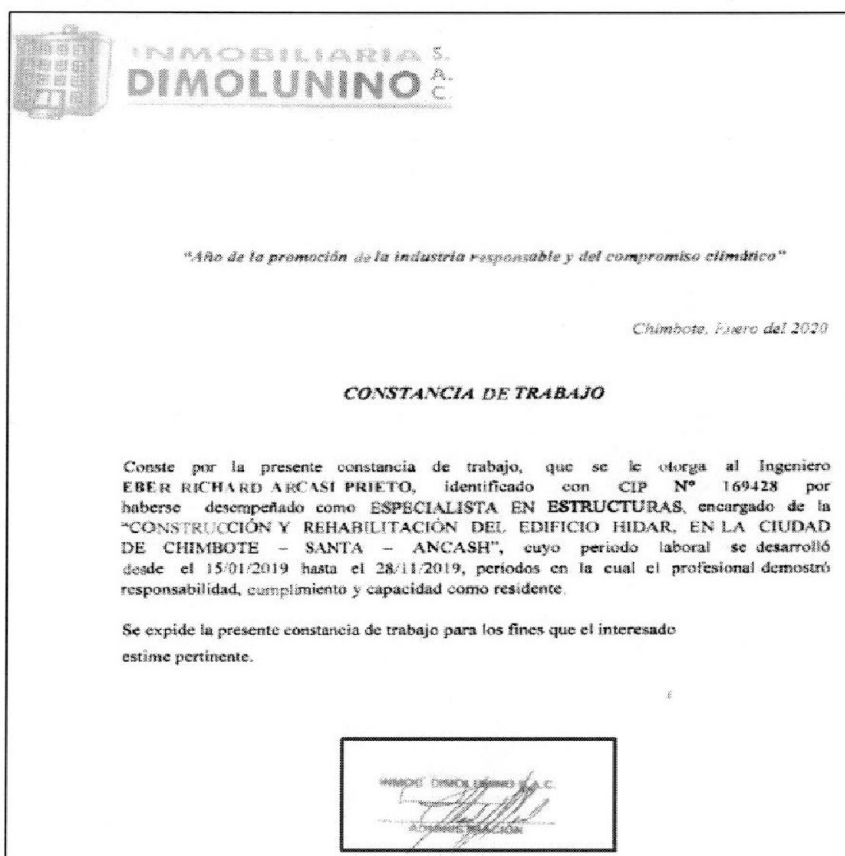 INMOBILIARIA S.A.C.
DIMOLUNINO
"Año de la promoción de la industria responsable y del compromiso climático"
Chimbote, Enero del 2020
CONSTANCIA DE TRABAJO
Conste por la presente constancia de trabajo, que se le otorga al Ingeniero
EBER RICHARD ARCASI PRIETO, identificado con CIP N° 169428 por
haberse desempeñado como ESPECIALISTA EN ESTRUCTURAS, encargado de la
"CONSTRUCCIÓN Y REHABILITACIÓN DEL EDIFICIO HIDAR, EN LA CIUDAD
DE CHIMBOTE – SANTA – ANCASH", cuyo periodo laboral se desarrolló
desde el 15/01/2019 hasta el 28/11/2019, periodos en la cual el profesional demostró
responsabilidad, cumplimiento y capacidad como residente.
Se expide la presente constancia de trabajo para los fines que el interesado
estime pertinente.
DIMOLUNINO S.A.C.
ADMINISTRACIÓN